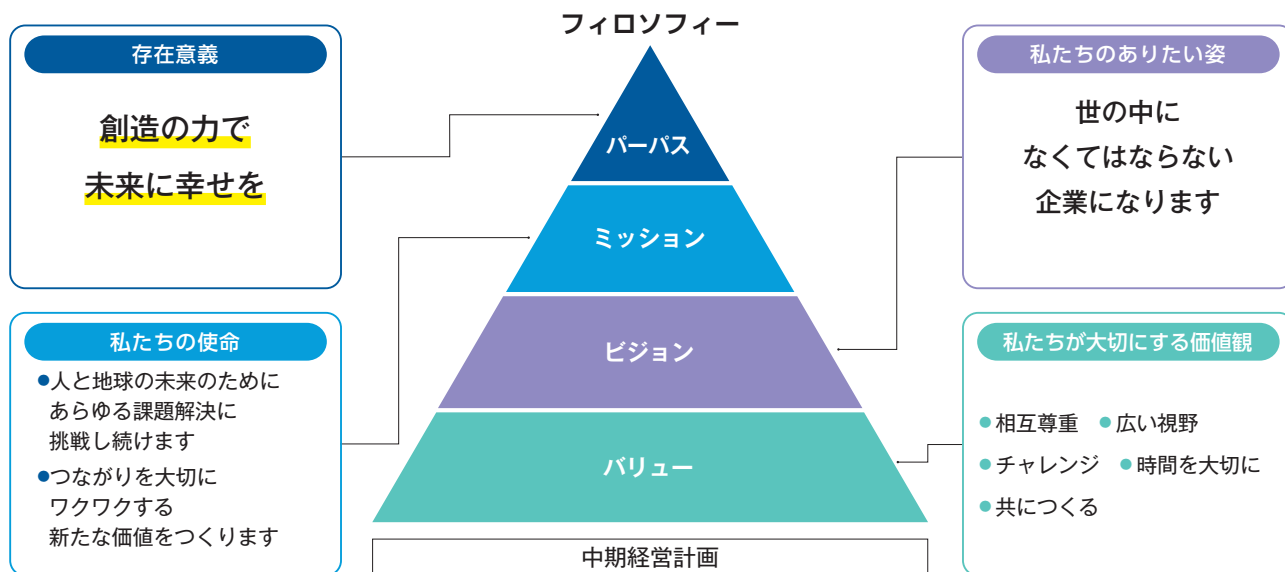 フィロソフィー
存在意義
創造の力で
未来に幸せを
パーパス
ミッション
ビジョン
バリュー
中期経営計画
私たちのありたい姿
世の中に
なくてはならない
企業になります
私たちの使命
●人と地球の未来のために
あらゆる課題解決に
挑戦し続けます
●つながりを大切に
ワクワクする
新たな価値をつくります
私たちが大切にする価値観
●相互尊重 ●広い視野
●チャレンジ ●時間を大切に
●共につくる